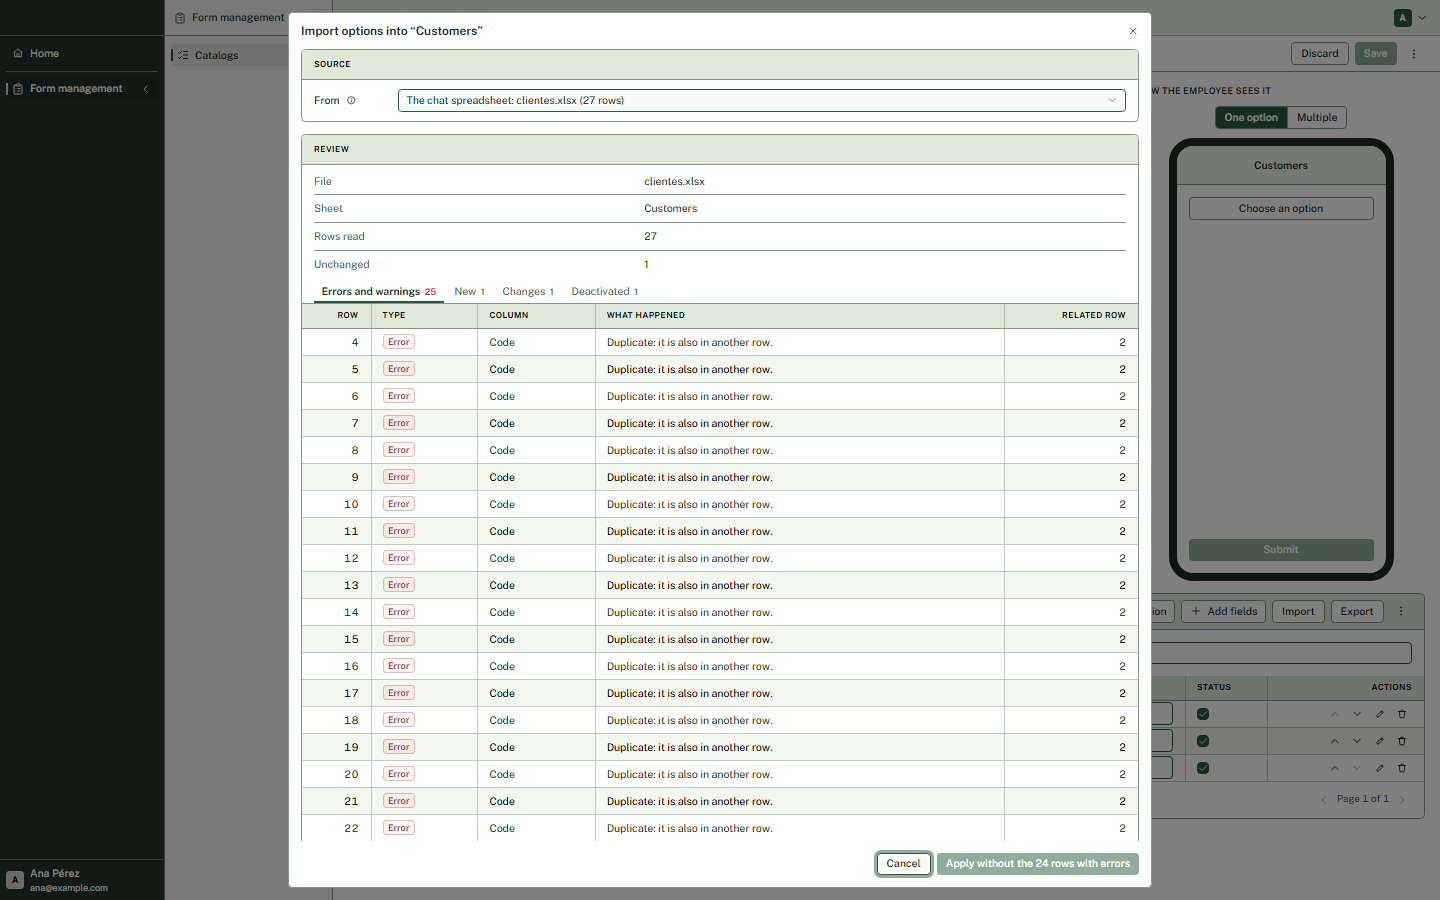 Form management
A
Home
Catalogs
Form management
Discard
Save
Import options into “Customers”
SOURCE
From
The chat spreadsheet: clientes.xlsx (27 rows)
REVIEW
File clientes.xlsx
Sheet Customers
Rows read 27
Unchanged 1
Errors and warnings 25 New 1 Changes 1 Deactivated 1
ROW TYPE COLUMN WHAT HAPPENED RELATED ROW
4 Error Code Duplicate: it is also in another row. 2
5 Error Code Duplicate: it is also in another row. 2
6 Error Code Duplicate: it is also in another row. 2
7 Error Code Duplicate: it is also in another row. 2
8 Error Code Duplicate: it is also in another row. 2
9 Error Code Duplicate: it is also in another row. 2
10 Error Code Duplicate: it is also in another row. 2
11 Error Code Duplicate: it is also in another row. 2
12 Error Code Duplicate: it is also in another row. 2
13 Error Code Duplicate: it is also in another row. 2
14 Error Code Duplicate: it is also in another row. 2
15 Error Code Duplicate: it is also in another row. 2
16 Error Code Duplicate: it is also in another row. 2
17 Error Code Duplicate: it is also in another row. 2
18 Error Code Duplicate: it is also in another row. 2
19 Error Code Duplicate: it is also in another row. 2
20 Error Code Duplicate: it is also in another row. 2
21 Error Code Duplicate: it is also in another row. 2
22 Error Code Duplicate: it is also in another row. 2
Cancel Apply without the 24 rows with errors
W THE EMPLOYEE SEES IT
One option Multiple
Customers
Choose an option
Submit
ion Add fields Import Export
STATUS ACTIONS
Page 1 of 1
A
Ana Pérez
ana@example.com